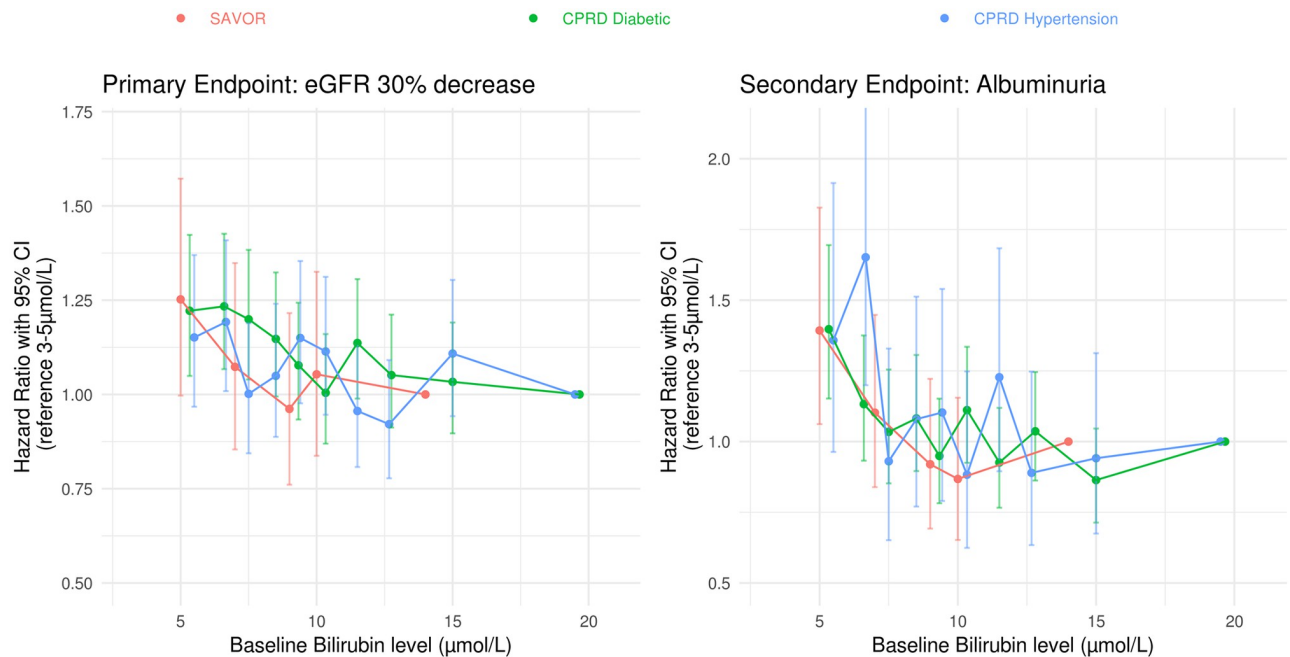 SAVOR
CPRD Diabetic
CPRD Hypertension
Primary Endpoint: eGFR 30% decrease
Hazard Ratio with 95% CI
(reference 3-5µmol/L)
1.75
1.50
1.25
1.00
0.75
0.50
5
10
15
20
Baseline Bilirubin level (µmol/L)
Secondary Endpoint: Albuminuria
Hazard Ratio with 95% CI
(reference 3-5µmol/L)
2.0
1.5
1.0
0.5
5
10
15
20
Baseline Bilirubin level (µmol/L)